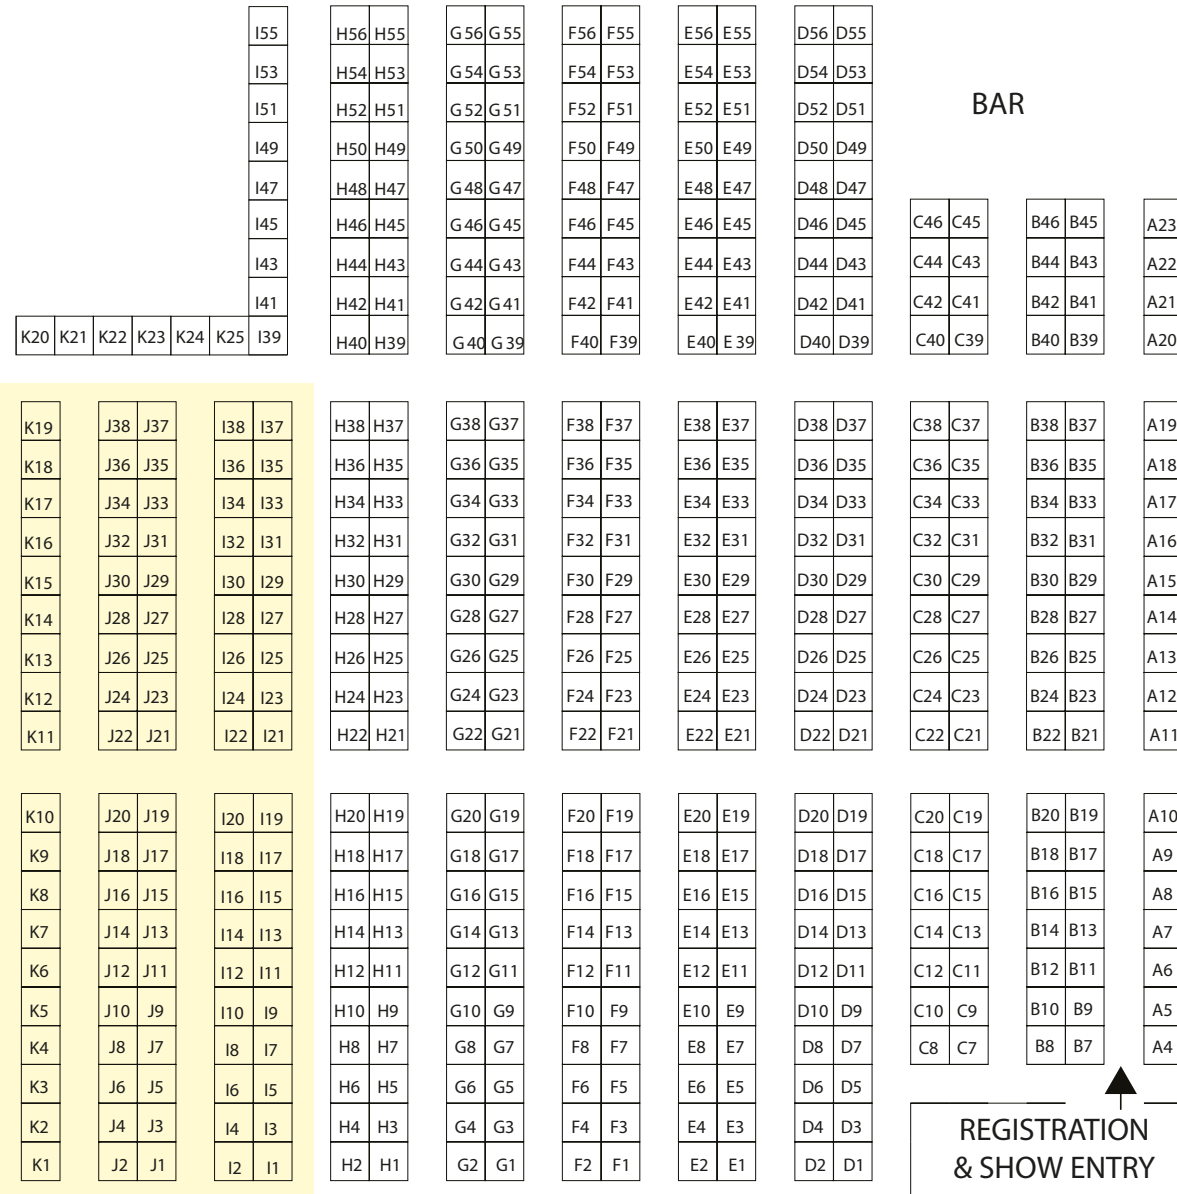 I55 H56 H55 G56 G55 F56 F55 E56 E55 D56 D55
I53 H54 H53 G54 G53 F54 F53 E54 E53 D54 D53
BAR
I51 H52 H51 G52 G51 F52 F51 E52 E51 D52 D51
I49 H50 H49 G50 G49 F50 F49 E50 E49 D50 D49
I47 H48 H47 G48 G47 F48 F47 E48 E47 D48 D47
I45 H46 H45 G46 G45 F46 F45 E46 E45 D46 D45 C46 C45 B46 B45 A23
I43 H44 H43 G44 G43 F44 F43 E44 E43 D44 D43 C44 C43 B44 B43 A22
I41 H42 H41 G42 G41 F42 F41 E42 E41 D42 D41 C42 C41 B42 B41 A21
K20 K21 K22 K23 K24 K25 I39 H40 H39 G40 G39 F40 F39 E40 E39 D40 D39 C40 C39 B40 B39 A20
K19 J38 J37 I38 I37 H38 H37 G38 G37 F38 F37 E38 E37 D38 D37 C38 C37 B38 B37 A19
K18 J36 J35 I36 I35 H36 H35 G36 G35 F36 F35 E36 E35 D36 D35 C36 C35 B36 B35 A18
K17 J34 J33 I34 I33 H34 H33 G34 G33 F34 F33 E34 E33 D34 D33 C34 C33 B34 B33 A17
K16 J32 J31 I32 I31 H32 H31 G32 G31 F32 F31 E32 E31 D32 D31 C32 C31 B32 B31 A16
K15 J30 J29 I30 I29 H30 H29 G30 G29 F30 F29 E30 E29 D30 D29 C30 C29 B30 B29 A15
K14 J28 J27 I28 I27 H28 H27 G28 G27 F28 F27 E28 E27 D28 D27 C28 C27 B28 B27 A14
K13 J26 J25 I26 I25 H26 H25 G26 G25 F26 F25 E26 E25 D26 D25 C26 C25 B26 B25 A13
K12 J24 J23 I24 I23 H24 H23 G24 G23 F24 F23 E24 E23 D24 D23 C24 C23 B24 B23 A12
K11 J22 J21 I22 I21 H22 H21 G22 G21 F22 F21 E22 E21 D22 D21 C22 C21 B22 B21 A11
K10 J20 J19 I20 I19 H20 H19 G20 G19 F20 F19 E20 E19 D20 D19 C20 C19 B20 B19 A10
K9 J18 J17 I18 I17 H18 H17 G18 G17 F18 F17 E18 E17 D18 D17 C18 C17 B18 B17 A9
K8 J16 J15 I16 I15 H16 H15 G16 G15 F16 F15 E16 E15 D16 D15 C16 C15 B16 B15 A8
K7 J14 J13 I14 I13 H14 H13 G14 G13 F14 F13 E14 E13 D14 D13 C14 C13 B14 B13 A7
K6 J12 J11 I12 I11 H12 H11 G12 G11 F12 F11 E12 E11 D12 D11 C12 C11 B12 B11 A6
K5 J10 J9 I10 I9 H10 H9 G10 G9 F10 F9 E10 E9 D10 D9 C10 C9 B10 B9 A5
K4 J8 J7 I8 I7 H8 H7 G8 G7 F8 F7 E8 E7 D8 D7 C8 C7 B8 B7 A4
K3 J6 J5 I6 I5 H6 H5 G6 G5 F6 F5 E6 E5 D6 D5
K2 J4 J3 I4 I3 H4 H3 G4 G3 F4 F3 E4 E3 D4 D3
K1 J2 J1 I2 I1 H2 H1 G2 G1 F2 F1 E2 E1 D2 D1
REGISTRATION
& SHOW ENTRY